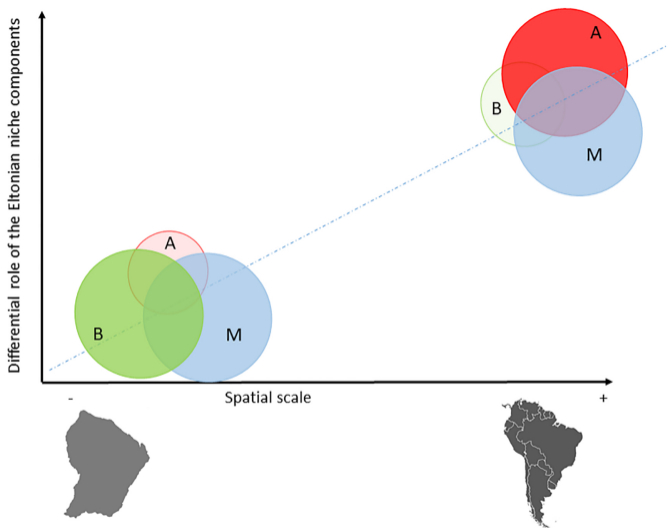 Differential role of the Eltonian niche components
A
B
M
A
B
M
-
Spatial scale
+